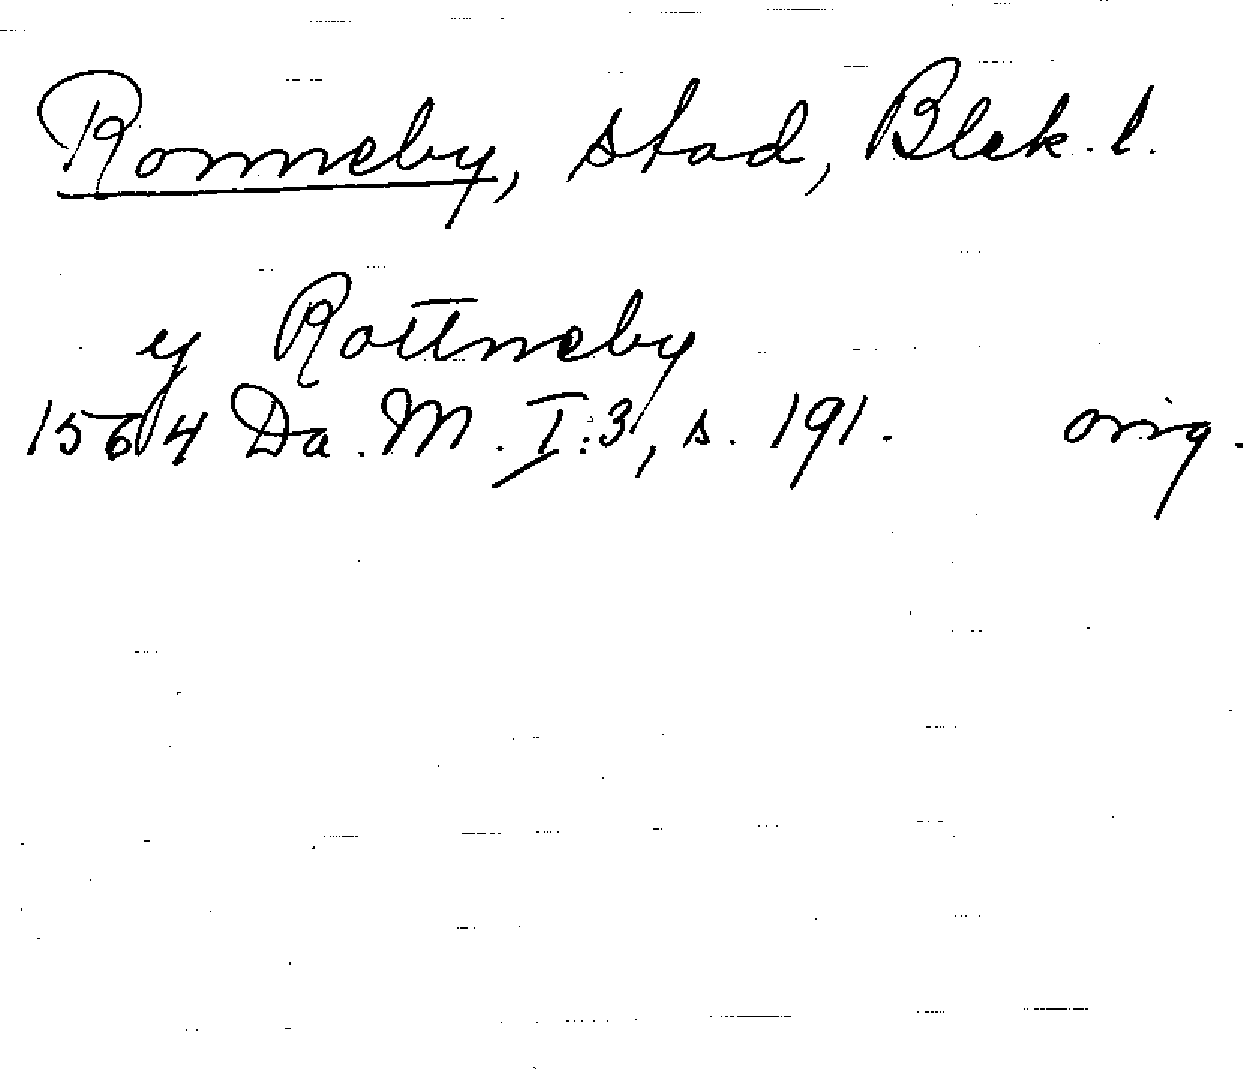 Ronneby, stad, Blek. l.
y Rottneby
1564 Da. M. I:3, s. 191. orig.